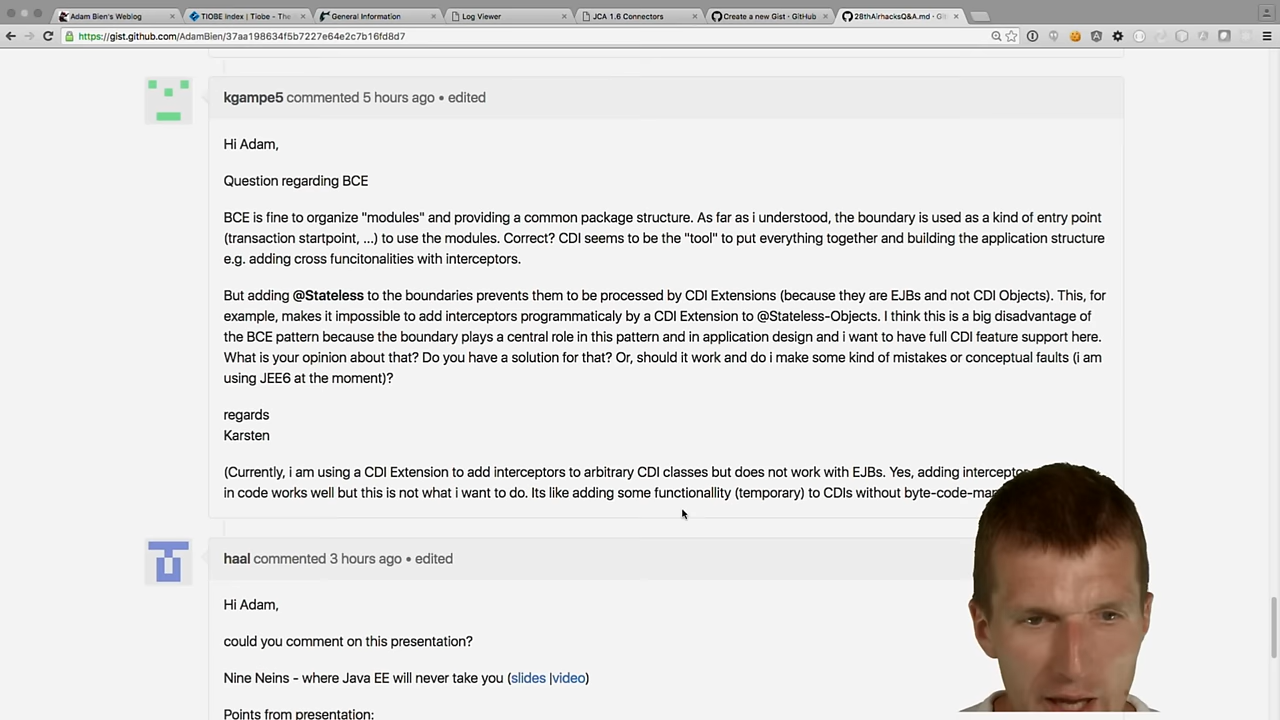 Adam Bien's Weblog
TIOBE Index | Tiobe - The
General Information
Log Viewer
JCA 1.6 Connectors
Create a new Gist · GitHub
28thAirhacksQ&A.md · Gi
https://gist.github.com/AdamBien/37aa198634f5b7227e64e2c7b16fd8d7
kgampe5 commented 5 hours ago • edited
Hi Adam,
Question regarding BCE
BCE is fine to organize "modules" and providing a common package structure. As far as i understood, the boundary is used as a kind of entry point
(transaction startpoint, ...) to use the modules. Correct? CDI seems to be the "tool" to put everything together and building the application structure
e.g. adding cross funcitonalities with interceptors.
But adding @Stateless to the boundaries prevents them to be processed by CDI Extensions (because they are EJBs and not CDI Objects). This, for
example, makes it impossible to add interceptors programmaticaly by a CDI Extension to @Stateless-Objects. I think this is a big disadvantage of
the BCE pattern because the boundary plays a central role in this pattern and in application design and i want to have full CDI feature support here.
What is your opinion about that? Do you have a solution for that? Or, should it work and do i make some kind of mistakes or conceptual faults (i am
using JEE6 at the moment)?
regards
Karsten
(Currently, i am using a CDI Extension to add interceptors to arbitrary CDI classes but does not work with EJBs. Yes, adding interceptor
in code works well but this is not what i want to do. Its like adding some functionallity (temporary) to CDIs without byte-code-man
haal commented 3 hours ago • edited
Hi Adam,
could you comment on this presentation?
Nine Neins - where Java EE will never take you (slides |video)
Points from presentation: